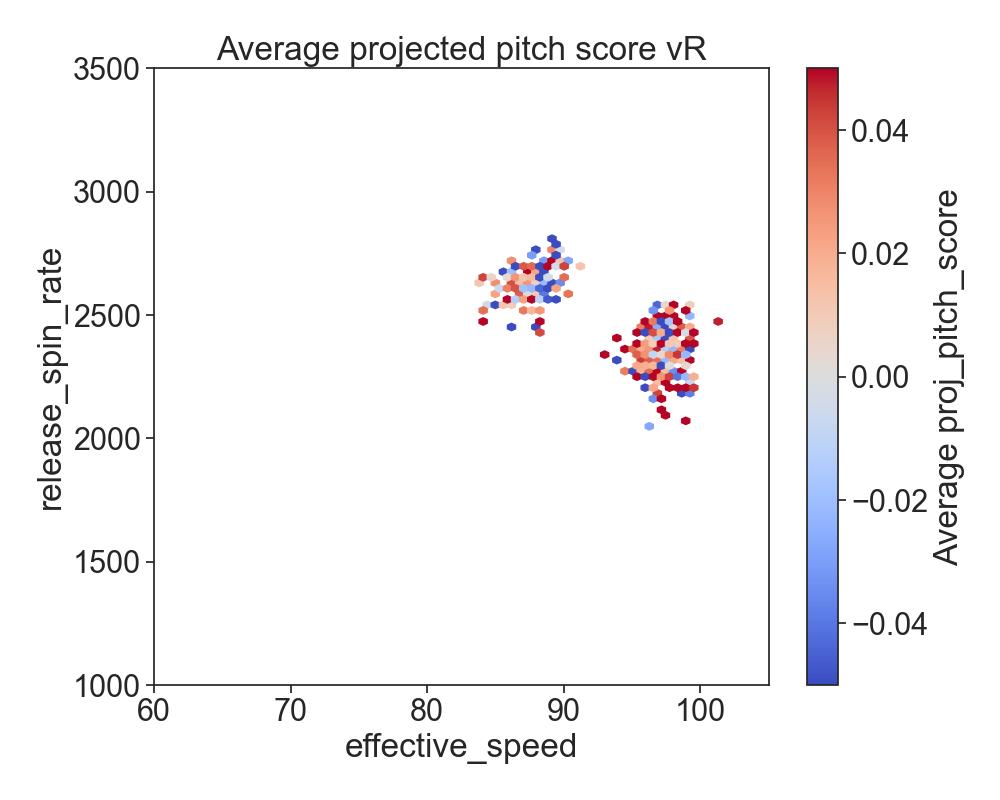 Average projected pitch score vR
3500
3000
2500
2000
1500
1000
release_spin_rate
60 70 80 90 100
effective_speed
0.04
0.02
0.00
−0.02
−0.04
Average proj_pitch_score